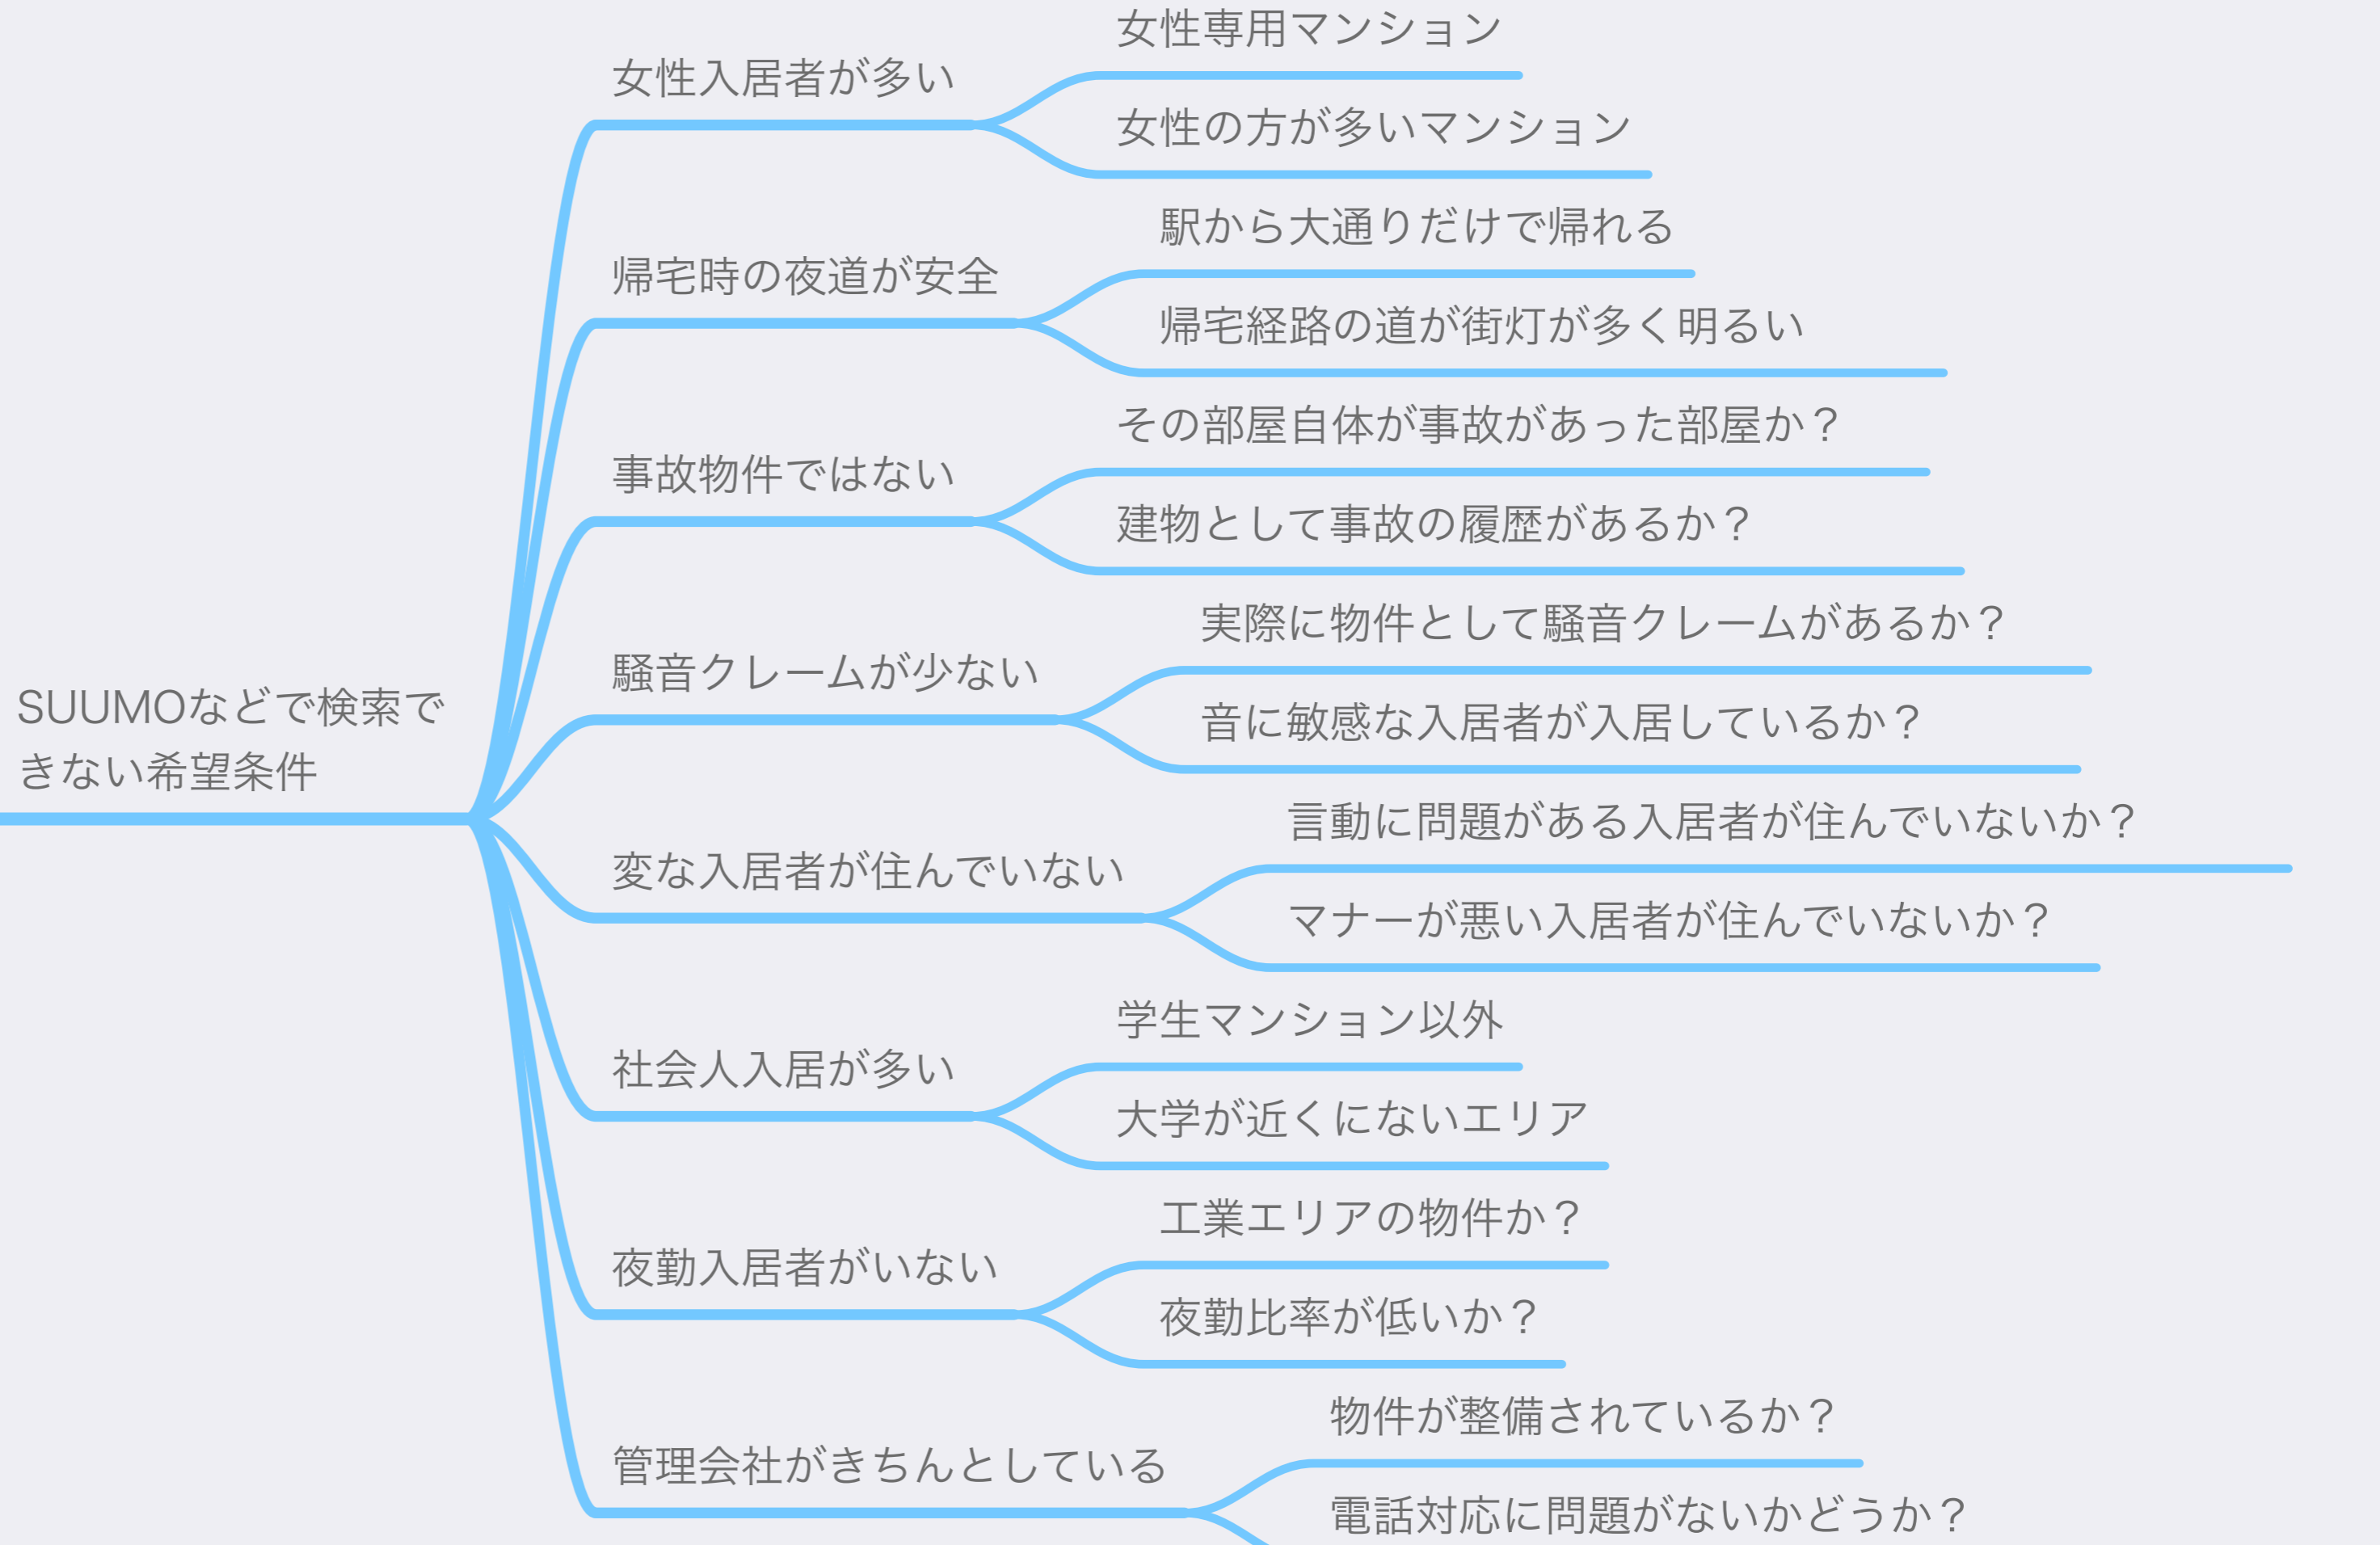 女性専用マンション
女性入居者が多い
女性の方が多いマンション
駅から大通りだけで帰れる
帰宅時の夜道が安全
帰宅経路の道が街灯が多く明るい
その部屋自体が事故があった部屋か？
事故物件ではない
建物として事故の履歴があるか？
実際に物件として騒音クレームがあるか？
騒音クレームが少ない
音に敏感な入居者が入居しているか？
SUUMOなどで検索で
きない希望条件
言動に問題がある入居者が住んでいないか？
変な入居者が住んでいない
マナーが悪い入居者が住んでいないか？
学生マンション以外
社会人入居が多い
大学が近くにないエリア
工業エリアの物件か？
夜勤入居者がいない
夜勤比率が低いか？
物件が整備されているか？
管理会社がきちんとしている
電話対応に問題がないかどうか？